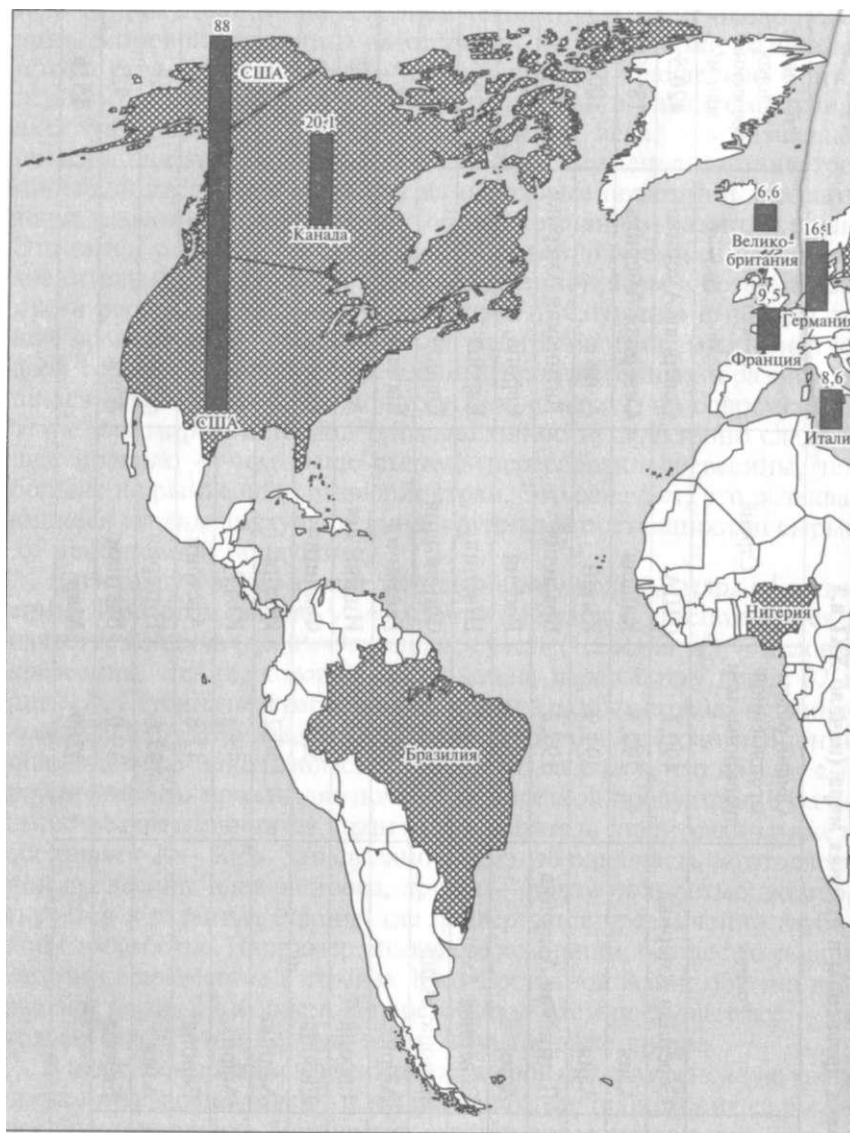 88
США
20,1
Канада
США
6,6
Велико-
британия
16,1
9,5
Германия
Франция
8,6
Итали
Нигерия
Бразилия